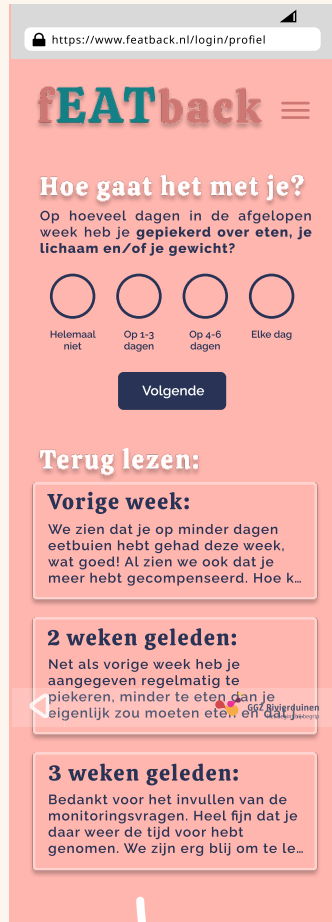 https://www.featback.nl/login/profiel
fEATback
Hoe gaat het met je?
Op hoeveel dagen in de afgelopen
week heb je gepiekerd over eten, je
lichaam en/of je gewicht?
Helemaal niet
Op 1-3 dagen
Op 4-6 dagen
Elke dag
Volgende
Terug lezen:
Vorige week:
We zien dat je op minder dagen
eetbuien hebt gehad deze week,
wat goed! Al zien we ook dat je
meer hebt gecompenseerd. Hoe k…
2 weken geleden:
Net als vorige week heb je
aangegeven regelmatig te
piekeren, minder te eten dan je
eigenlijk zou moeten eten en dat
GGZ Rivierduinen
3 weken geleden:
Bedankt voor het invullen van de
monitoringsvragen. Heel fijn dat je
daar weer de tijd voor hebt
genomen. We zijn erg blij om te le…